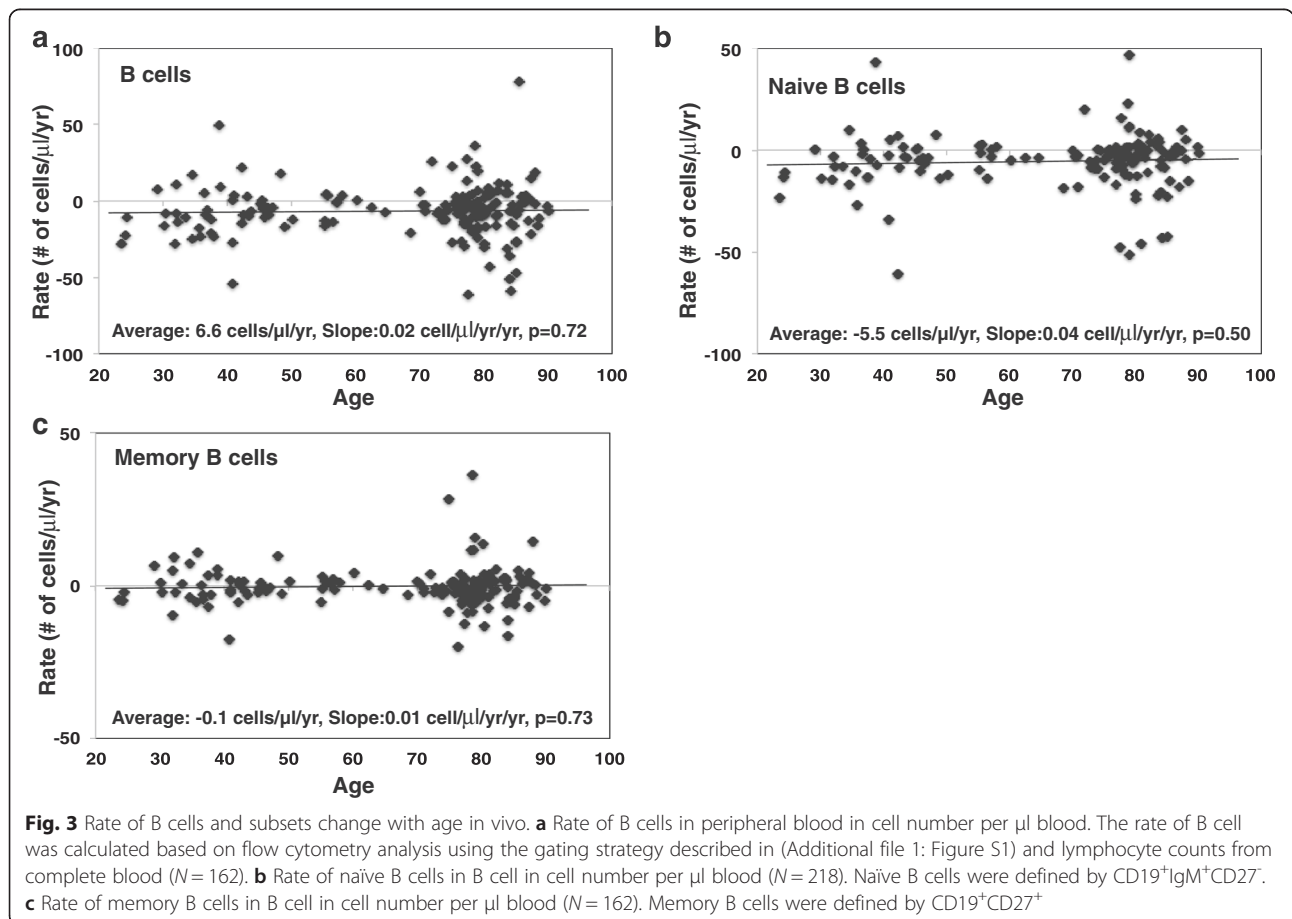 a
100
50
0
-50
-100
Rate (# of cells/μl/yr)
B cells
Average: 6.6 cells/μl/yr, Slope:0.02 cell/μl/yr/yr, p=0.72
20 30 40 50 60 70 80 90 100
Age
b
50
0
-50
-100
Rate (# of cells/μl/yr)
Naive B cells
Average: -5.5 cells/μl/yr, Slope:0.04 cell/μl/yr/yr, p=0.50
20 30 40 50 60 70 80 90 100
Age
c
50
0
-50
Rate (# of cells/μl/yr)
Memory B cells
Average: -0.1 cells/μl/yr, Slope:0.01 cell/μl/yr/yr, p=0.73
20 30 40 50 60 70 80 90 100
Age
Fig. 3 Rate of B cells and subsets change with age in vivo. a Rate of B cells in peripheral blood in cell number per μl blood. The rate of B cell
was calculated based on flow cytometry analysis using the gating strategy described in (Additional file 1: Figure S1) and lymphocyte counts from
complete blood (N = 162). b Rate of naïve B cells in B cell in cell number per μl blood (N = 218). Naïve B cells were defined by CD19⁺IgM⁺CD27⁻.
c Rate of memory B cells in B cell in cell number per μl blood (N = 162). Memory B cells were defined by CD19⁺CD27⁺